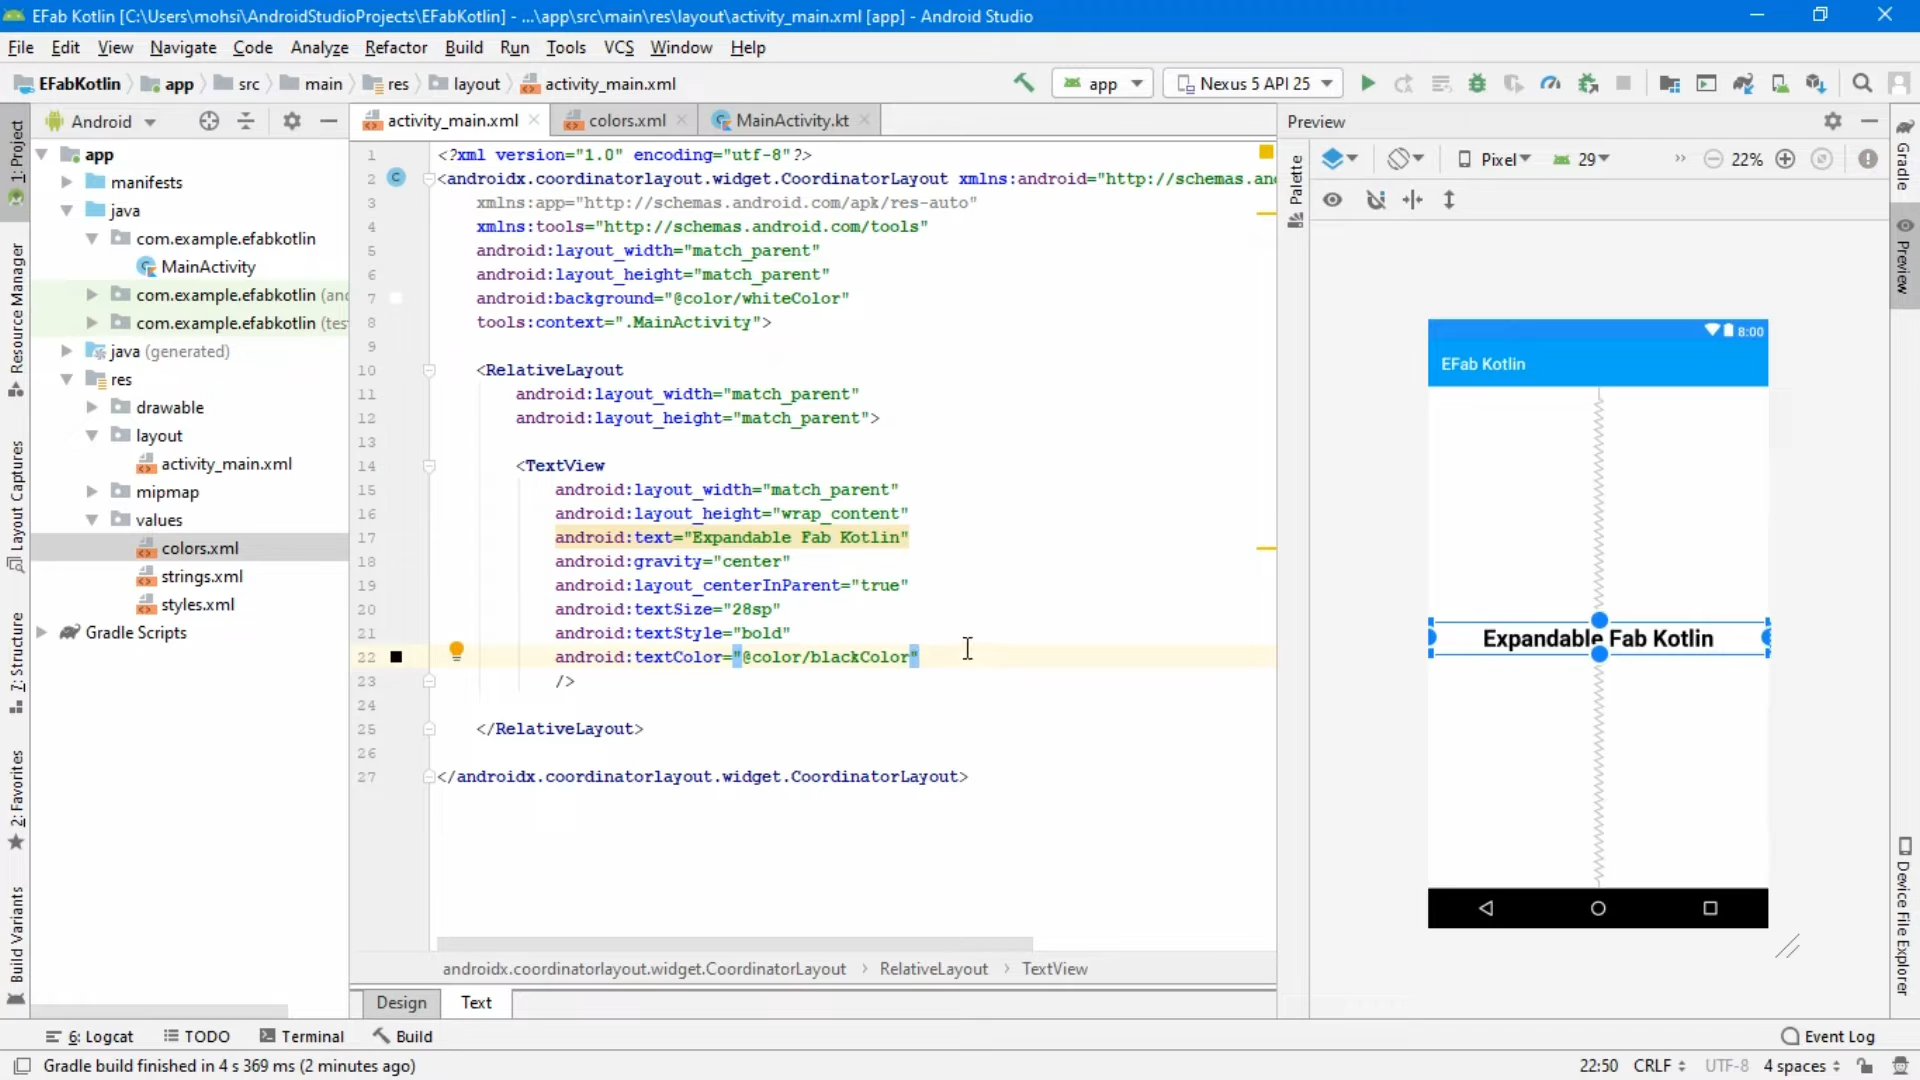 EFab Kotlin [C:\Users\mohsi\AndroidStudioProjects\EFabKotlin] - ...\app\src\main\res\layout\activity_main.xml [app] - Android Studio
File Edit View Navigate Code Analyze Refactor Build Run Tools VCS Window Help
EFabKotlin app src main res layout activity_main.xml app Nexus 5 API 25
Android
activity_main.xml colors.xml MainActivity.kt
Preview
1: Project
Resource Manager
Layout Captures
7: Structure
2: Favorites
Build Variants
app
manifests
java
com.example.efabkotlin
MainActivity
com.example.efabkotlin (and
com.example.efabkotlin (tes
java (generated)
res
drawable
layout
activity_main.xml
mipmap
values
colors.xml
strings.xml
styles.xml
Gradle Scripts
1 <?xml version="1.0" encoding="utf-8"?>
2 <androidx.coordinatorlayout.widget.CoordinatorLayout xmlns:android="http://schemas.an
3 xmlns:app="http://schemas.android.com/apk/res-auto"
4 xmlns:tools="http://schemas.android.com/tools"
5 android:layout_width="match_parent"
6 android:layout_height="match_parent"
7 android:background="@color/whiteColor"
8 tools:context=".MainActivity">
9
10 <RelativeLayout
11 android:layout_width="match_parent"
12 android:layout_height="match_parent">
13
14 <TextView
15 android:layout_width="match_parent"
16 android:layout_height="wrap_content"
17 android:text="Expandable Fab Kotlin"
18 android:gravity="center"
19 android:layout_centerInParent="true"
20 android:textSize="28sp"
21 android:textStyle="bold"
22 android:textColor="@color/blackColor"
23 />
24
25 </RelativeLayout>
26
27 </androidx.coordinatorlayout.widget.CoordinatorLayout>
androidx.coordinatorlayout.widget.CoordinatorLayout › RelativeLayout › TextView
Design Text
Palette
Pixel 29 » 22%
8:00
EFab Kotlin
Expandable Fab Kotlin
Gradle
Preview
Device File Explorer
6: Logcat TODO Terminal Build Event Log
Gradle build finished in 4 s 369 ms (2 minutes ago) 22:50 CRLF UTF-8 4 spaces